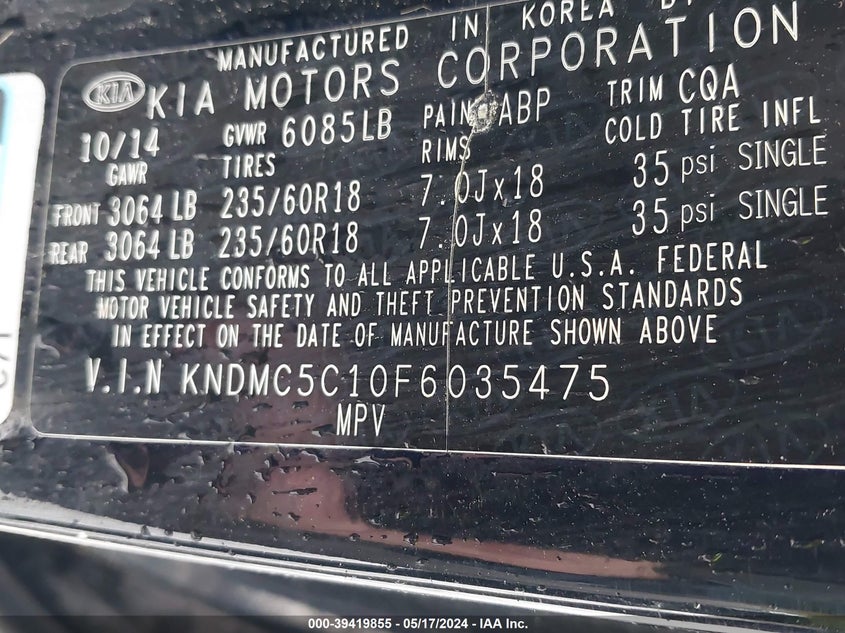 MANUFACTURED IN KOREA
KIA KIA MOTORS CORPORATION
10/14 GVWR 6085LB PAINT ABP TRIM CQA
GAWR TIRES RIMS COLD TIRE INFL
FRONT 3064 LB 235/60R18 7.0Jx18 35 psi SINGLE
REAR 3064 LB 235/60R18 7.0Jx18 35 psi SINGLE
THIS VEHICLE CONFORMS TO ALL APPLICABLE U.S.A. FEDERAL
MOTOR VEHICLE SAFETY AND THEFT PREVENTION STANDARDS
IN EFFECT ON THE DATE OF MANUFACTURE SHOWN ABOVE
V.I.N KNDMC5C10F6035475
MPV
000-39419855 - 05/17/2024 - IAA Inc.